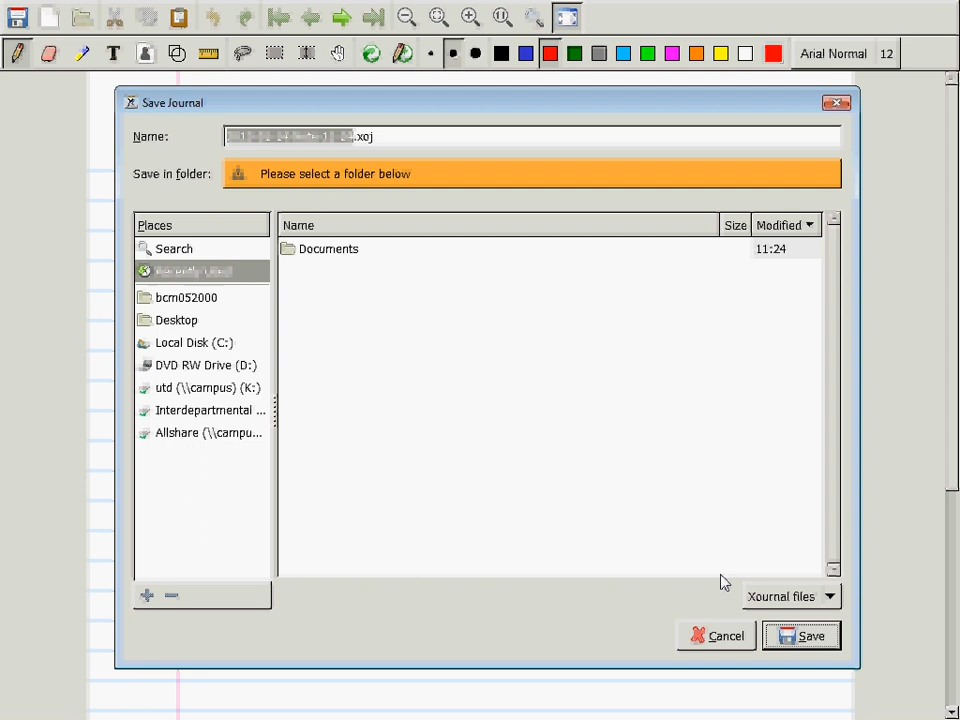 T
Arial Normal 12
Save Journal
Name: .xoj
Save in folder: Please select a folder below
Places
Name Size Modified
Search
Documents 11:24
bcm052000
Desktop
Local Disk (C:)
DVD RW Drive (D:)
utd (\\campus) (K:)
Interdepartmental ...
Allshare (\\campu...
Xournal files
Cancel Save